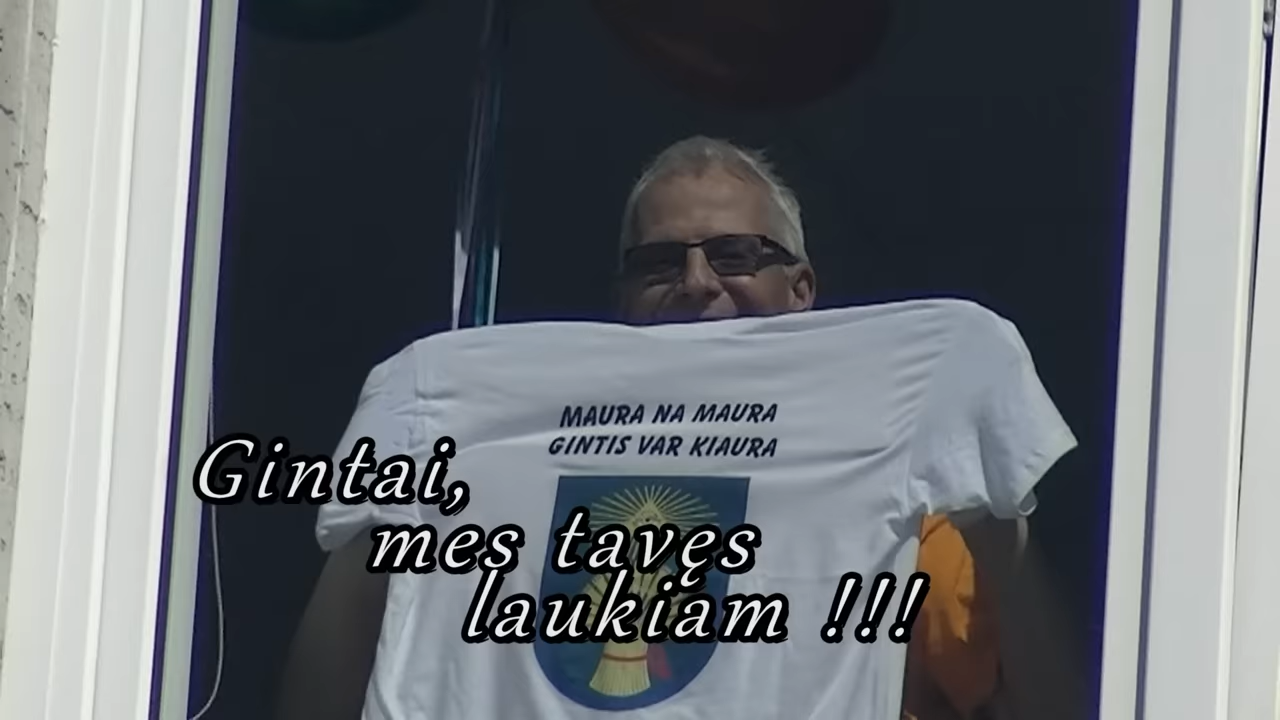 MAURA NA MAURA
GINTIS VAR KIAURA
Gintai,
mes tavęs
laukiam !!!